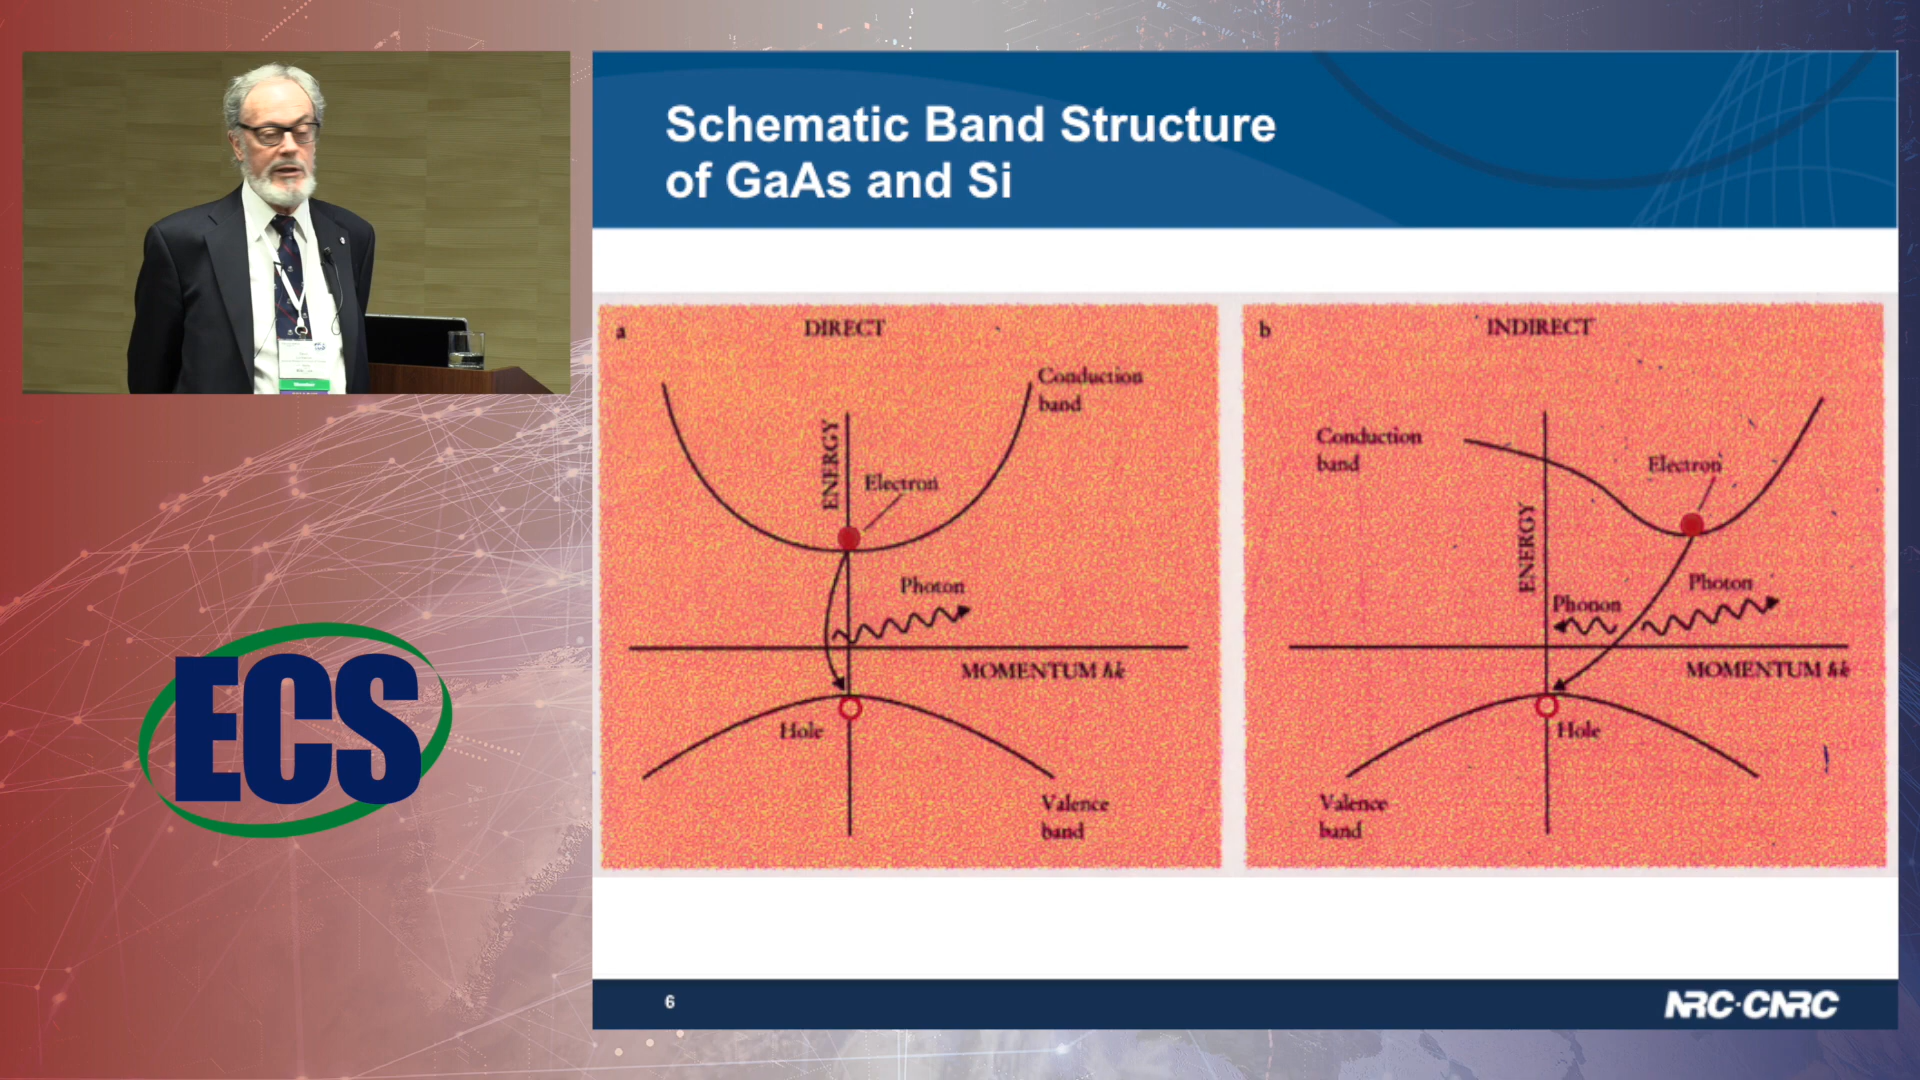 Schematic Band Structure
of GaAs and Si
a
DIRECT
Conduction
band
ENERGY
Electron
Photon
MOMENTUM ħk
Hole
Valence
band
b
INDIRECT
Conduction
band
Electron
ENERGY
Phonon
Photon
MOMENTUM ħk
Hole
Valence
band
ECS
6
NRC·CNRC